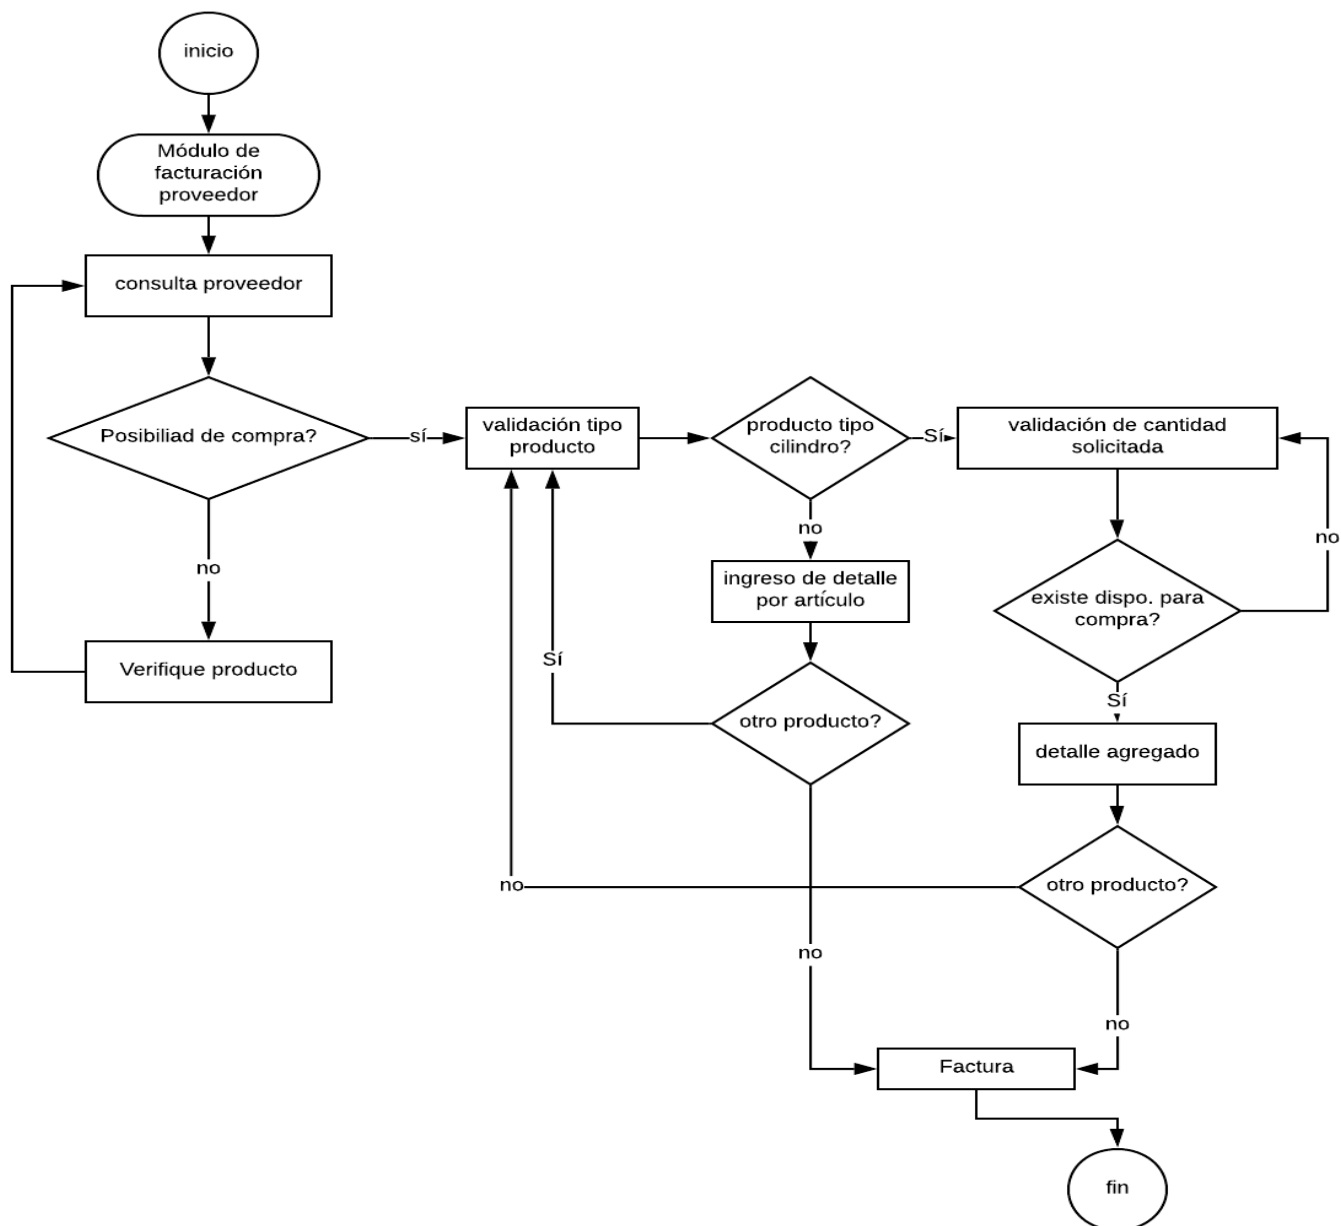 inicio
Módulo de
facturación
proveedor
consulta proveedor
Posibiliad de compra?
sí
validación tipo
producto
producto tipo
cilindro?
Sí
validación de cantidad
solicitada
no
no
no
ingreso de detalle
por artículo
existe dispo. para
compra?
Sí
Verifique producto
Sí
otro producto?
detalle agregado
no
otro producto?
no
no
Factura
fin